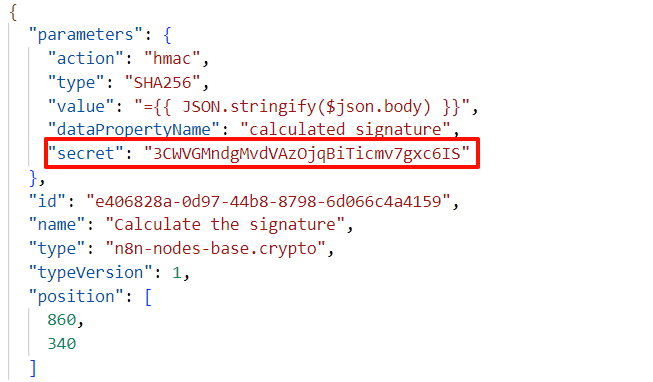 {
"parameters": {
"action": "hmac",
"type": "SHA256",
"value": "={{ JSON.stringify($json.body) }}",
"dataPropertyName": "calculated signature",
"secret": "3CWVGMndgMvdVAzOjqBiTicmv7gxc6IS"
},
"id": "e406828a-0d97-44b8-8798-6d066c4a4159",
"name": "Calculate the signature",
"type": "n8n-nodes-base.crypto",
"typeVersion": 1,
"position": [
860,
340
]